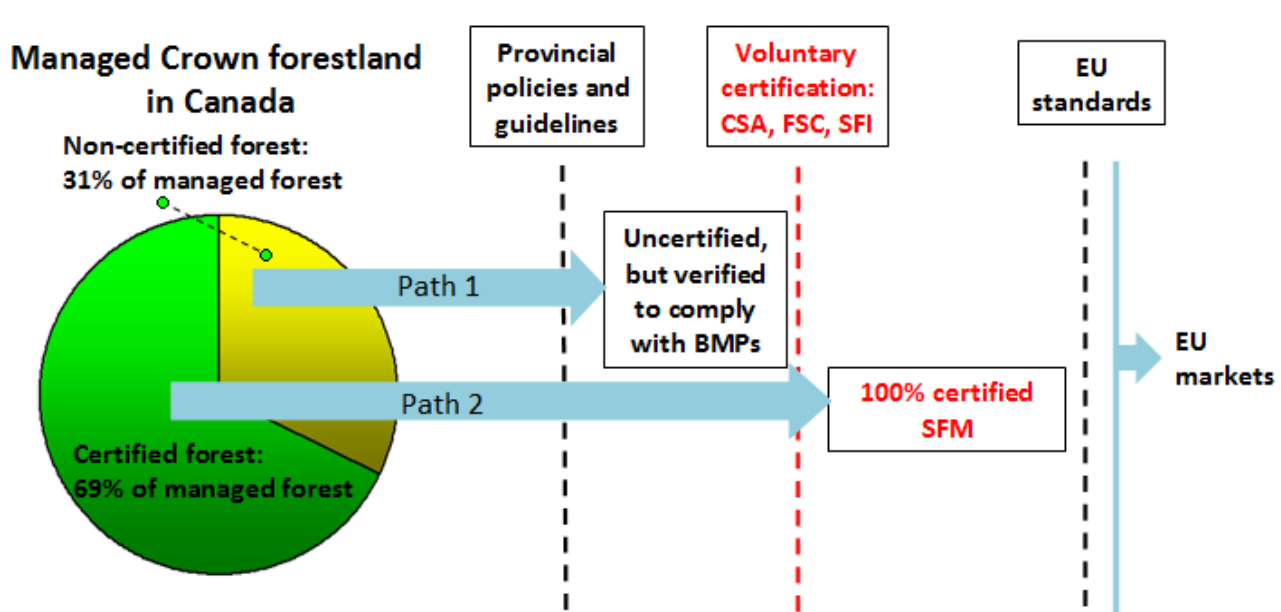 Managed Crown forestland
in Canada
Non-certified forest:
31% of managed forest
Certified forest:
69% of managed forest
Path 1
Path 2
Provincial
policies and
guidelines
Uncertified,
but verified
to comply
with BMPs
Voluntary
certification:
CSA, FSC, SFI
100% certified
SFM
EU
standards
EU
markets